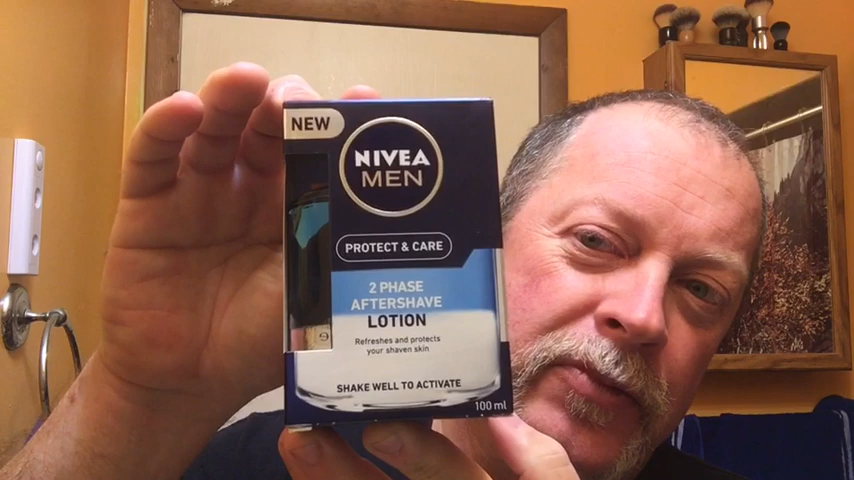 NEW
NIVEA
MEN
PROTECT & CARE
2 PHASE
AFTERSHAVE
LOTION
Refreshes and protects
your shaven skin
SHAKE WELL TO ACTIVATE
100 ml